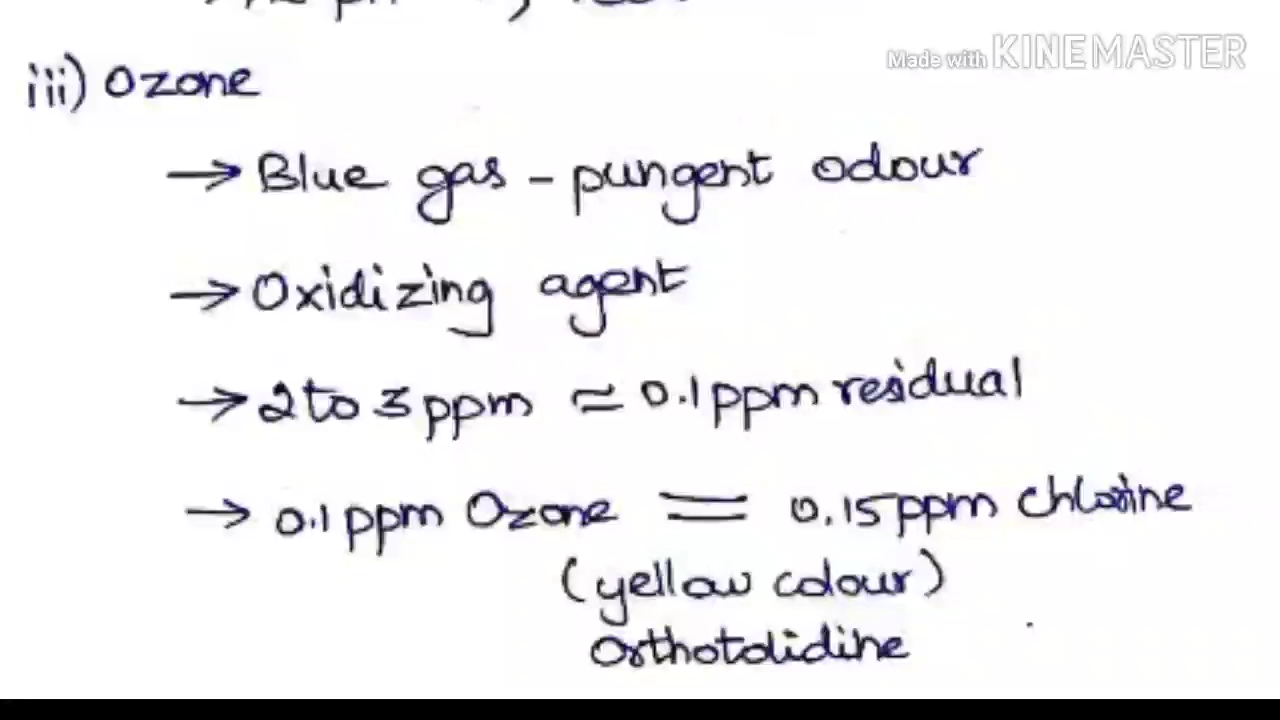 Made with KINEMASTER
iii) Ozone
→ Blue gas - pungent odour
→ Oxidizing agent
→ 2 to 3 ppm ≃ 0.1 ppm residual
→ 0.1 ppm Ozone = 0.15 ppm chlorine
(yellow colour)
Orthotolidine